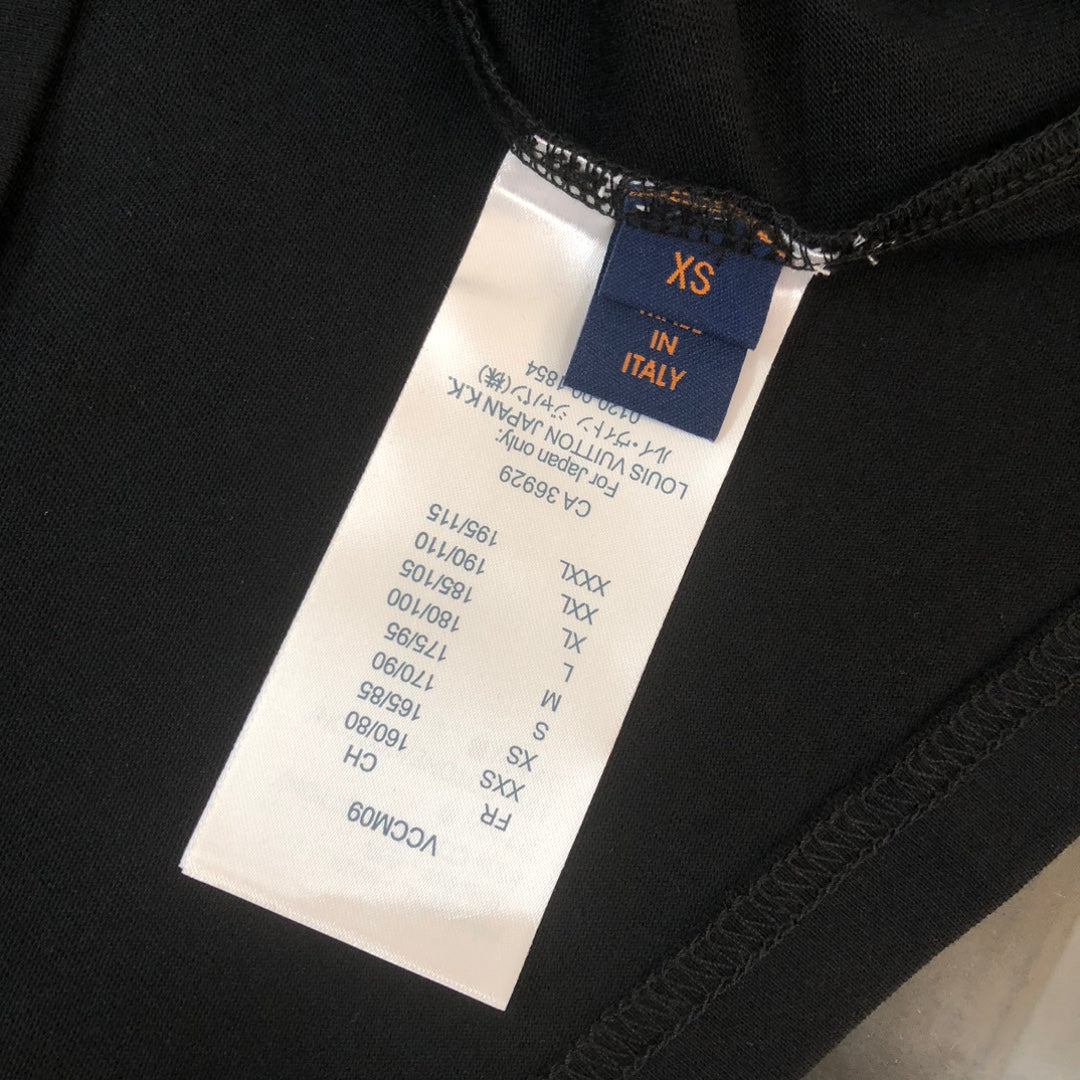 XS
IN
ITALY
VCCM09
FR CH
XXS 160/80
XS 165/85
S 170/90
M 175/95
L 180/100
XL 185/105
XXL 190/110
XXXL 195/115
CA 36929
For Japan only:
LOUIS VUITTON JAPAN K.K.
ルイ・ヴィトン ジャパン(株)
0120 00 1854